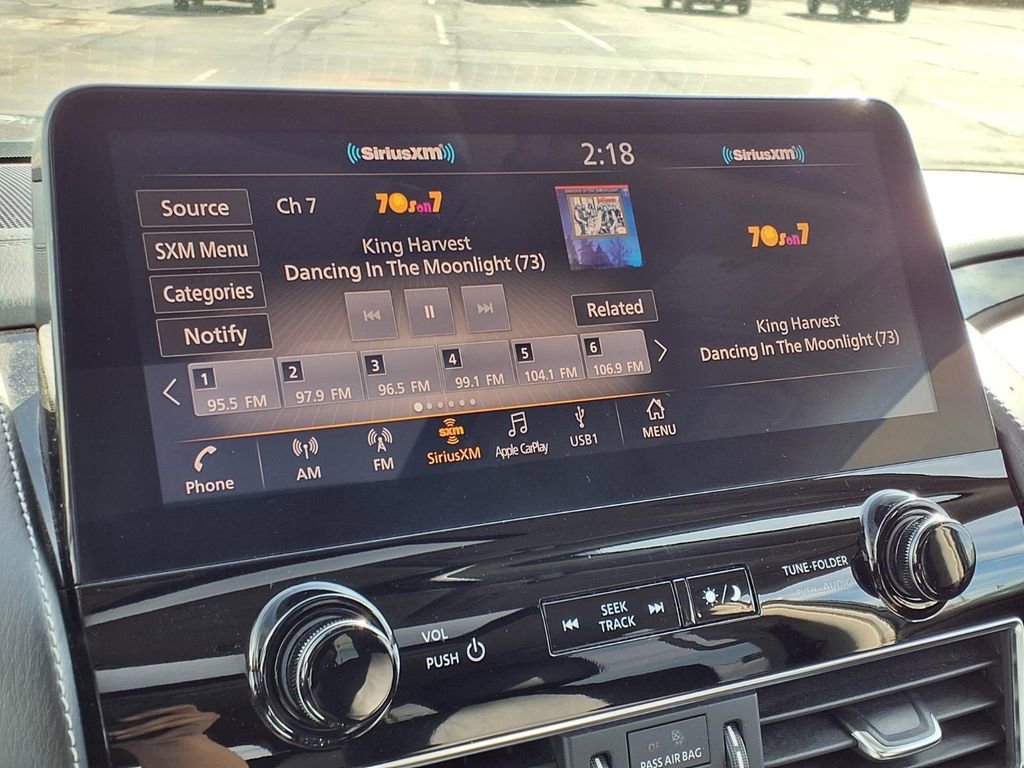 SiriusXM
2:18
SiriusXM
Source
Ch 7
70s on 7
SXM Menu
King Harvest
Dancing In The Moonlight (73)
Categories
Notify
Related
70s on 7
King Harvest
Dancing In The Moonlight (73)
1
95.5 FM
2
97.9 FM
3
96.5 FM
4
99.1 FM
5
104.1 FM
6
106.9 FM
Phone
AM
FM
sxm
SiriusXM
Apple CarPlay
USB1
MENU
VOL
PUSH
SEEK
TRACK
TUNE·FOLDER
PUSH·AUDIO
PASS AIR BAG